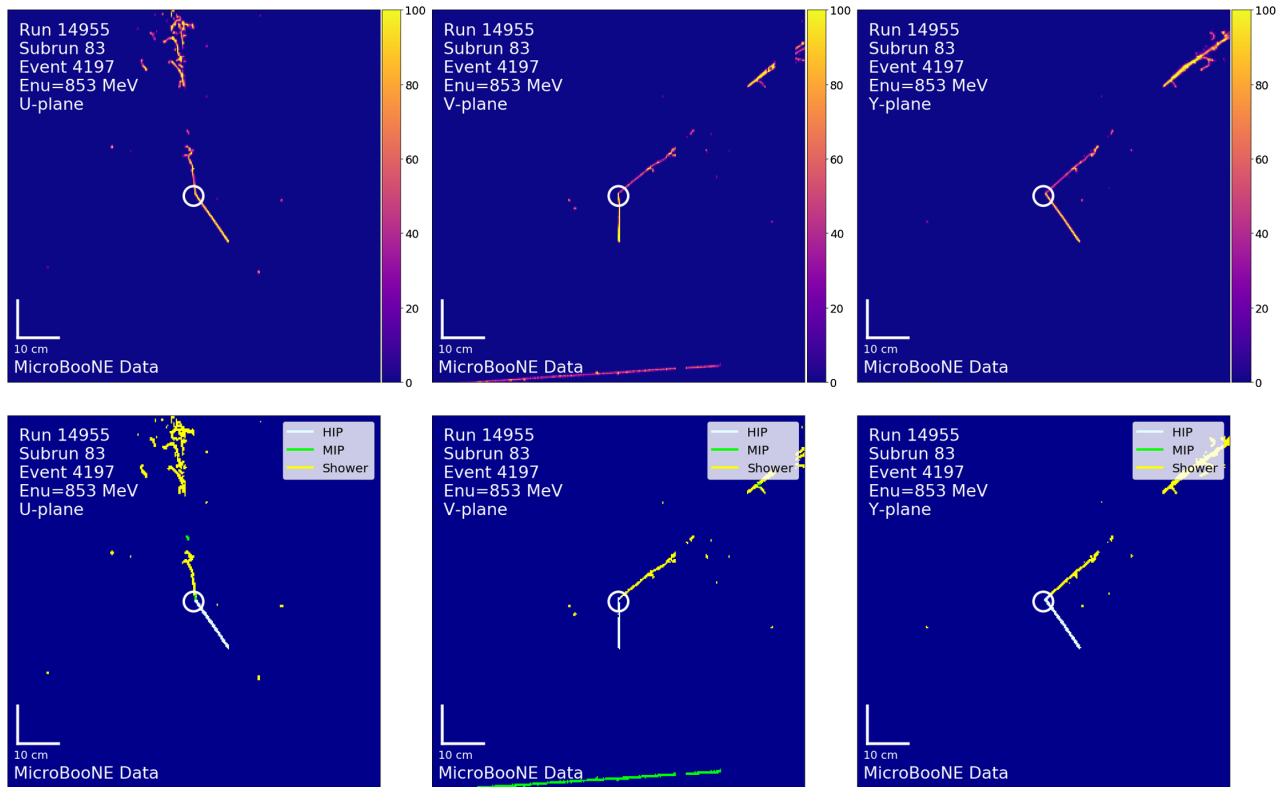 Run 14955
Subrun 83
Event 4197
Enu=853 MeV
U-plane
10 cm
MicroBooNE Data
100
80
60
40
20
0
Run 14955
Subrun 83
Event 4197
Enu=853 MeV
V-plane
10 cm
MicroBooNE Data
100
80
60
40
20
0
Run 14955
Subrun 83
Event 4197
Enu=853 MeV
Y-plane
10 cm
MicroBooNE Data
100
80
60
40
20
0
Run 14955
Subrun 83
Event 4197
Enu=853 MeV
U-plane
HIP
MIP
Shower
10 cm
MicroBooNE Data
Run 14955
Subrun 83
Event 4197
Enu=853 MeV
V-plane
HIP
MIP
Shower
10 cm
MicroBooNE Data
Run 14955
Subrun 83
Event 4197
Enu=853 MeV
Y-plane
HIP
MIP
Shower
10 cm
MicroBooNE Data